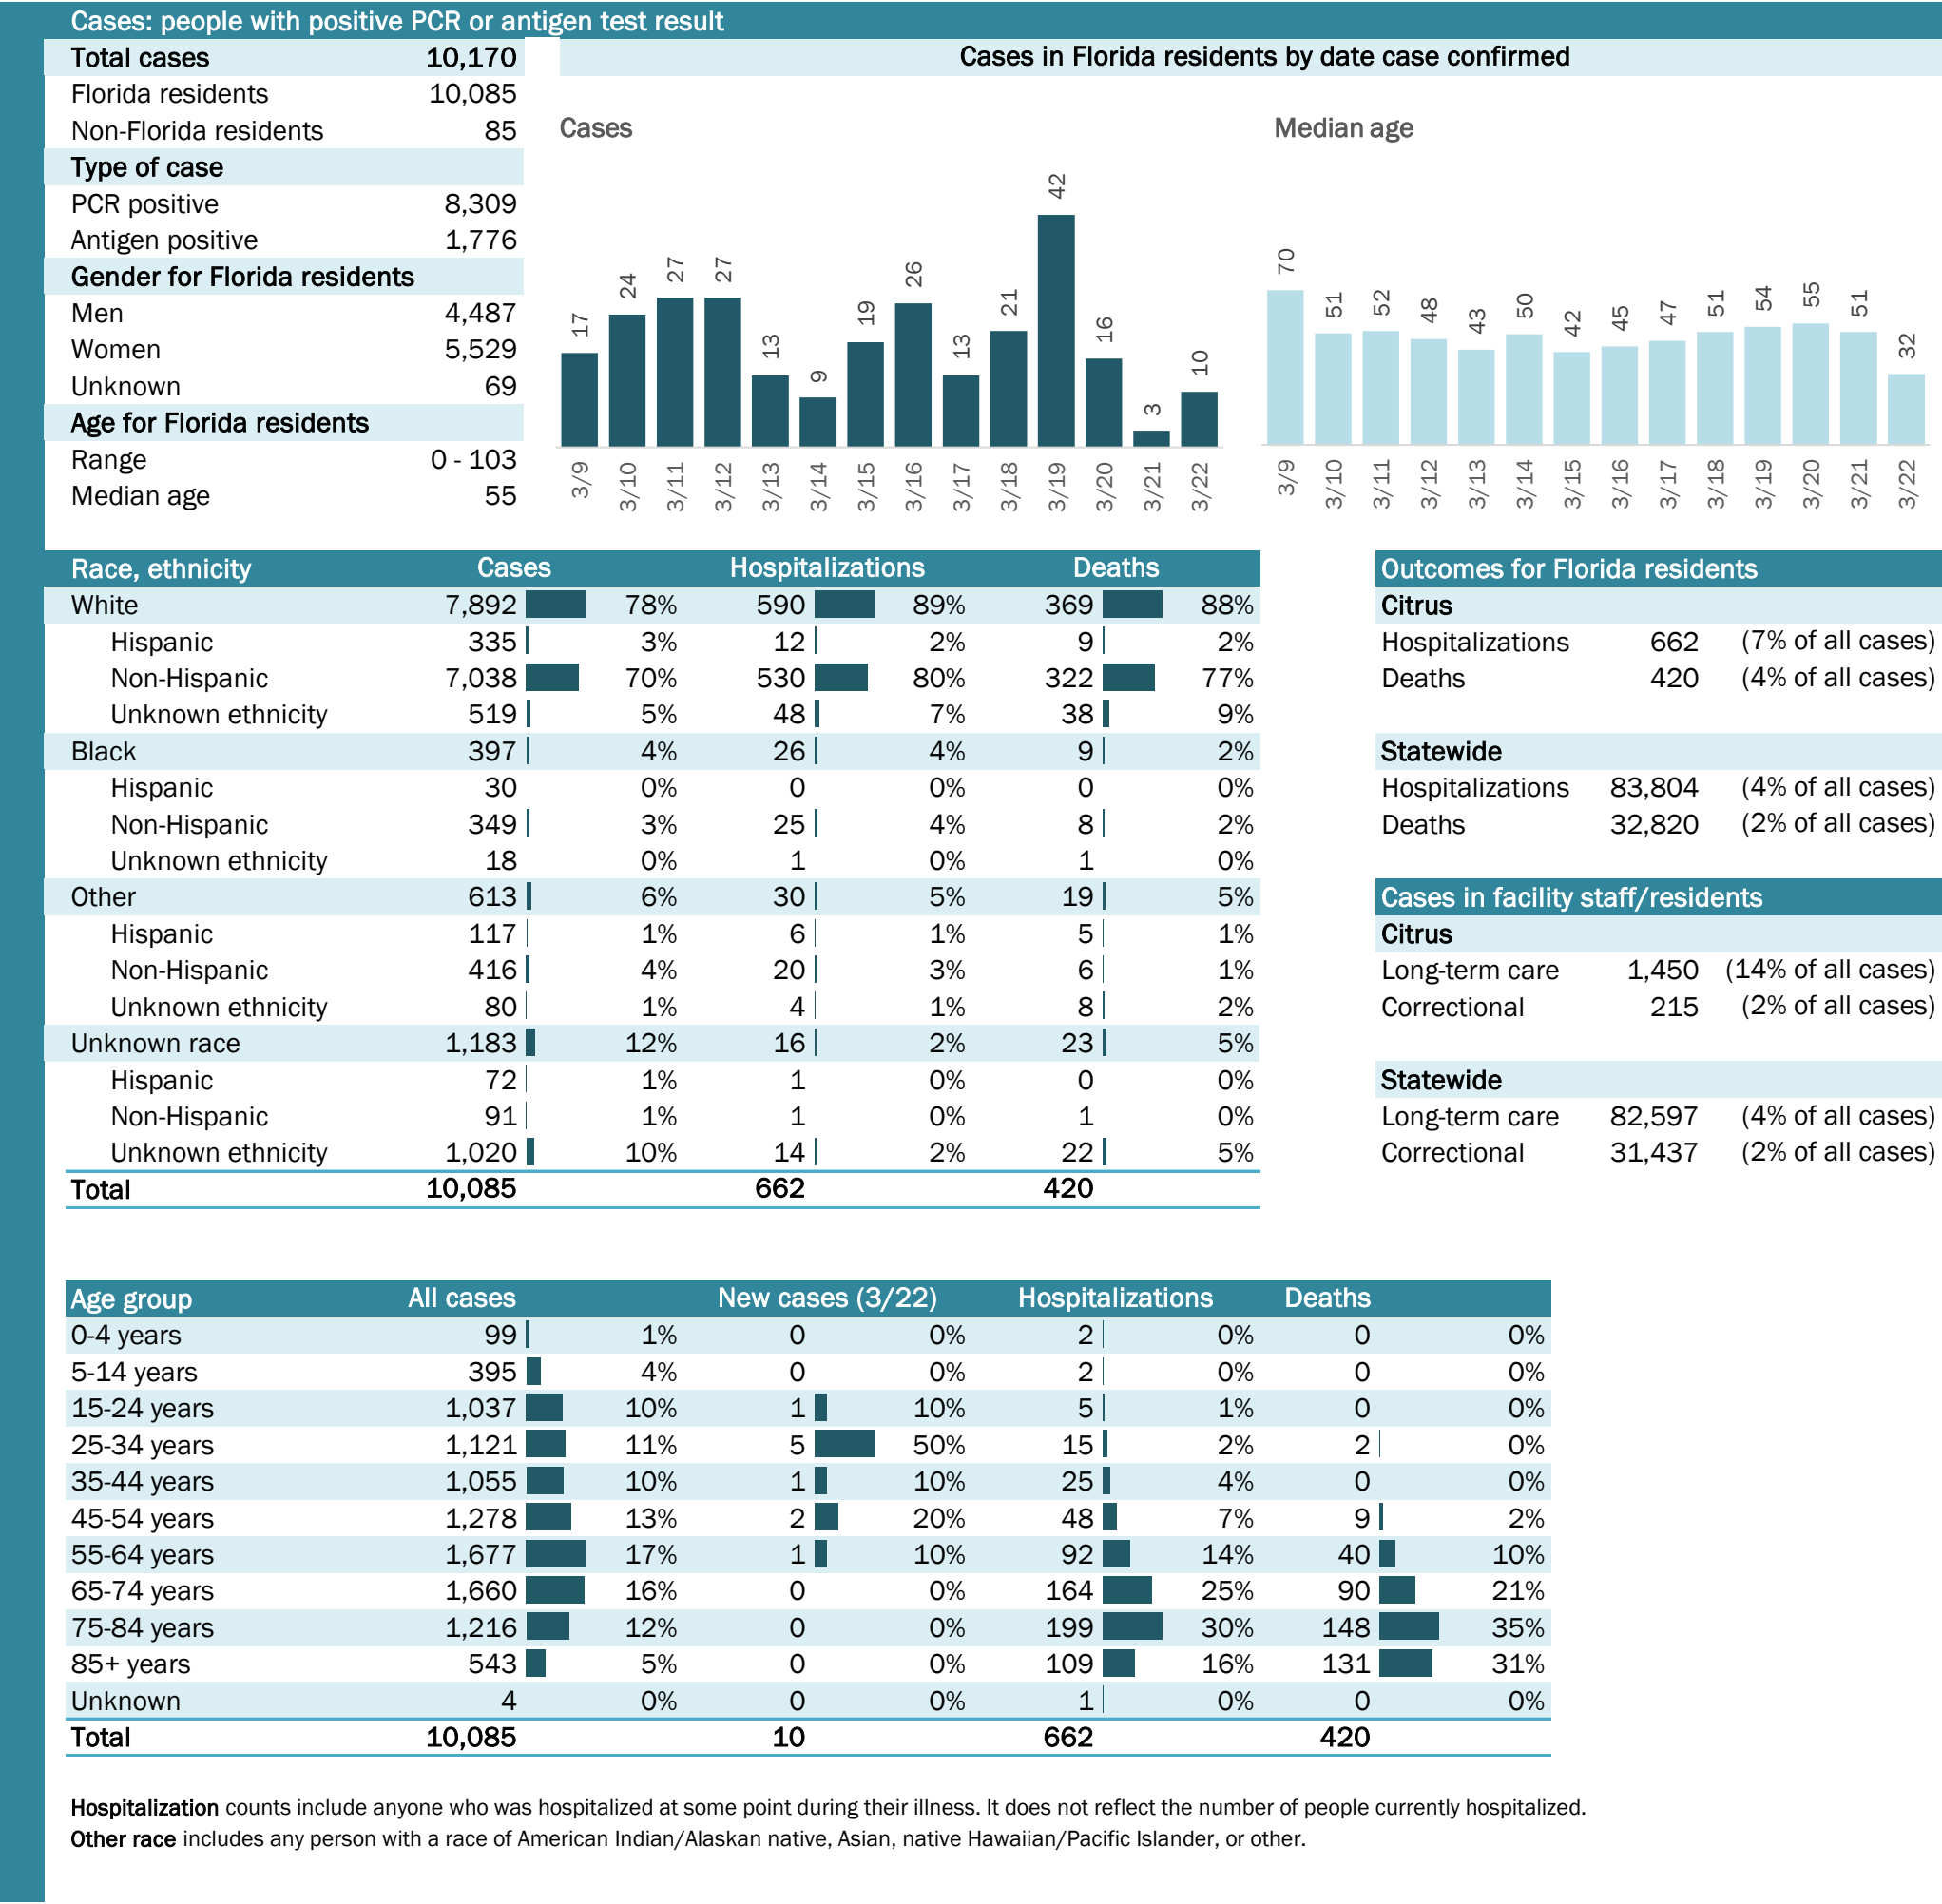 Cases: people with positive PCR or antigen test result
Total cases 10,170
Florida residents 10,085
Non-Florida residents 85
Type of case
PCR positive 8,309
Antigen positive 1,776
Gender for Florida residents
Men 4,487
Women 5,529
Unknown 69
Age for Florida residents
Range 0 - 103
Median age 55
Cases in Florida residents by date case confirmed
Cases
17 24 27 27 13 9 19 26 13 21 42 16 3 10
3/9 3/10 3/11 3/12 3/13 3/14 3/15 3/16 3/17 3/18 3/19 3/20 3/21 3/22
Median age
70 51 52 48 43 50 42 45 47 51 54 55 51 32
3/9 3/10 3/11 3/12 3/13 3/14 3/15 3/16 3/17 3/18 3/19 3/20 3/21 3/22
Race, ethnicity Cases Hospitalizations Deaths
White 7,892 78% 590 89% 369 88%
Hispanic 335 3% 12 2% 9 2%
Non-Hispanic 7,038 70% 530 80% 322 77%
Unknown ethnicity 519 5% 48 7% 38 9%
Black 397 4% 26 4% 9 2%
Hispanic 30 0% 0 0% 0 0%
Non-Hispanic 349 3% 25 4% 8 2%
Unknown ethnicity 18 0% 1 0% 1 0%
Other 613 6% 30 5% 19 5%
Hispanic 117 1% 6 1% 5 1%
Non-Hispanic 416 4% 20 3% 6 1%
Unknown ethnicity 80 1% 4 1% 8 2%
Unknown race 1,183 12% 16 2% 23 5%
Hispanic 72 1% 1 0% 0 0%
Non-Hispanic 91 1% 1 0% 1 0%
Unknown ethnicity 1,020 10% 14 2% 22 5%
Total 10,085 662 420
Outcomes for Florida residents
Citrus
Hospitalizations 662 (7% of all cases)
Deaths 420 (4% of all cases)
Statewide
Hospitalizations 83,804 (4% of all cases)
Deaths 32,820 (2% of all cases)
Cases in facility staff/residents
Citrus
Long-term care 1,450 (14% of all cases)
Correctional 215 (2% of all cases)
Statewide
Long-term care 82,597 (4% of all cases)
Correctional 31,437 (2% of all cases)
Age group All cases New cases (3/22) Hospitalizations Deaths
0-4 years 99 1% 0 0% 2 0% 0 0%
5-14 years 395 4% 0 0% 2 0% 0 0%
15-24 years 1,037 10% 1 10% 5 1% 0 0%
25-34 years 1,121 11% 5 50% 15 2% 2 0%
35-44 years 1,055 10% 1 10% 25 4% 0 0%
45-54 years 1,278 13% 2 20% 48 7% 9 2%
55-64 years 1,677 17% 1 10% 92 14% 40 10%
65-74 years 1,660 16% 0 0% 164 25% 90 21%
75-84 years 1,216 12% 0 0% 199 30% 148 35%
85+ years 543 5% 0 0% 109 16% 131 31%
Unknown 4 0% 0 0% 1 0% 0 0%
Total 10,085 10 662 420
Hospitalization counts include anyone who was hospitalized at some point during their illness. It does not reflect the number of people currently hospitalized.
Other race includes any person with a race of American Indian/Alaskan native, Asian, native Hawaiian/Pacific Islander, or other.